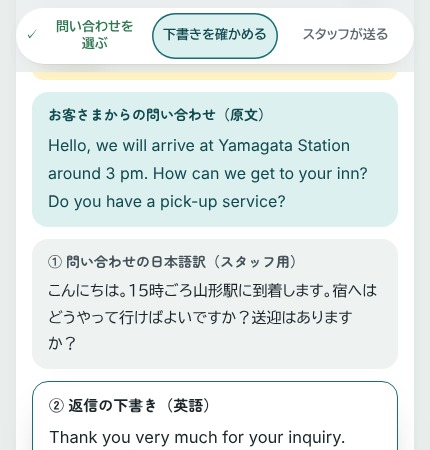 ✓ 問い合わせを
選ぶ
下書きを確かめる
スタッフが送る
お客さまからの問い合わせ（原文）
Hello, we will arrive at Yamagata Station
around 3 pm. How can we get to your inn?
Do you have a pick-up service?
① 問い合わせの日本語訳（スタッフ用）
こんにちは。15時ごろ山形駅に到着します。宿へは
どうやって行けばよいですか？送迎はあります
か？
② 返信の下書き（英語）
Thank you very much for your inquiry.